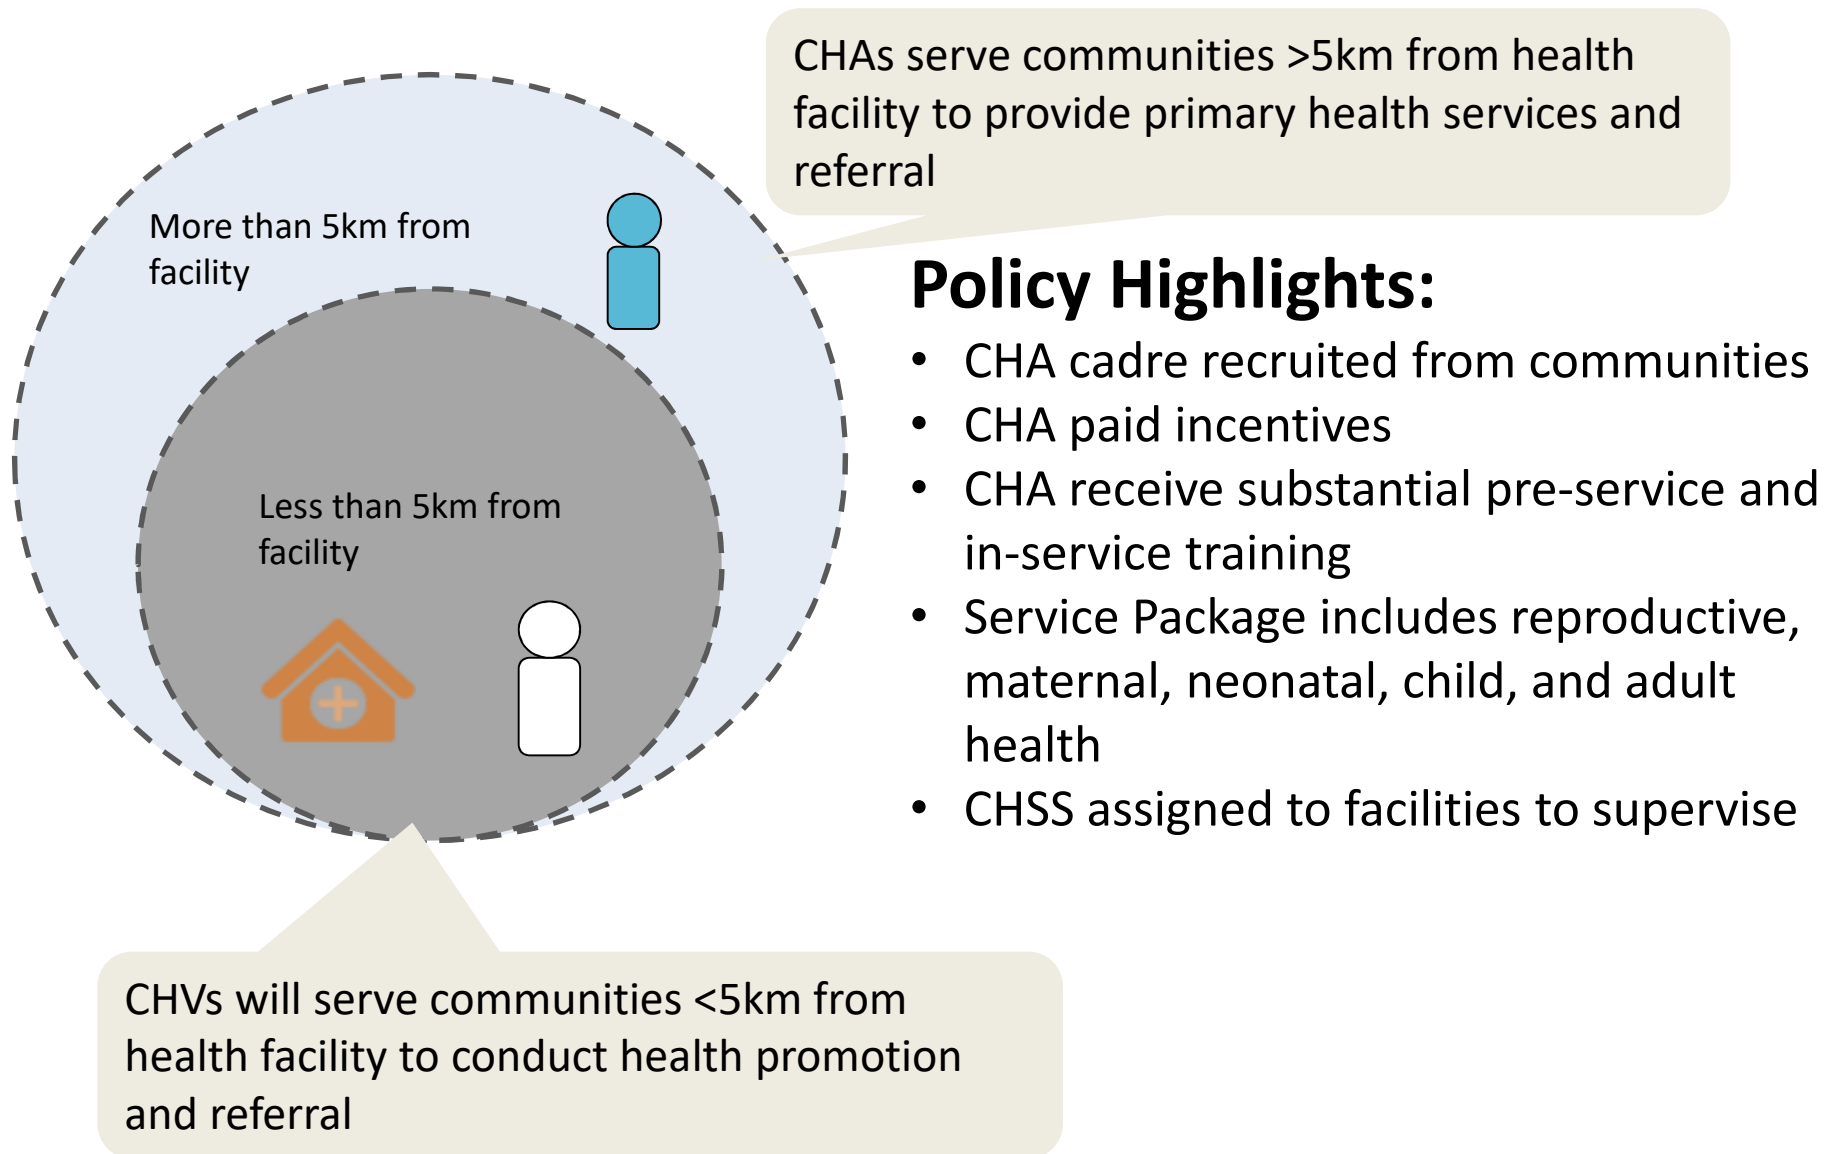 CHAs serve communities >5km from health
facility to provide primary health services and
referral
More than 5km from
facility
Less than 5km from
facility
Policy Highlights:
• CHA cadre recruited from communities
• CHA paid incentives
• CHA receive substantial pre-service and
in-service training
• Service Package includes reproductive,
maternal, neonatal, child, and adult
health
• CHSS assigned to facilities to supervise
CHVs will serve communities <5km from
health facility to conduct health promotion
and referral